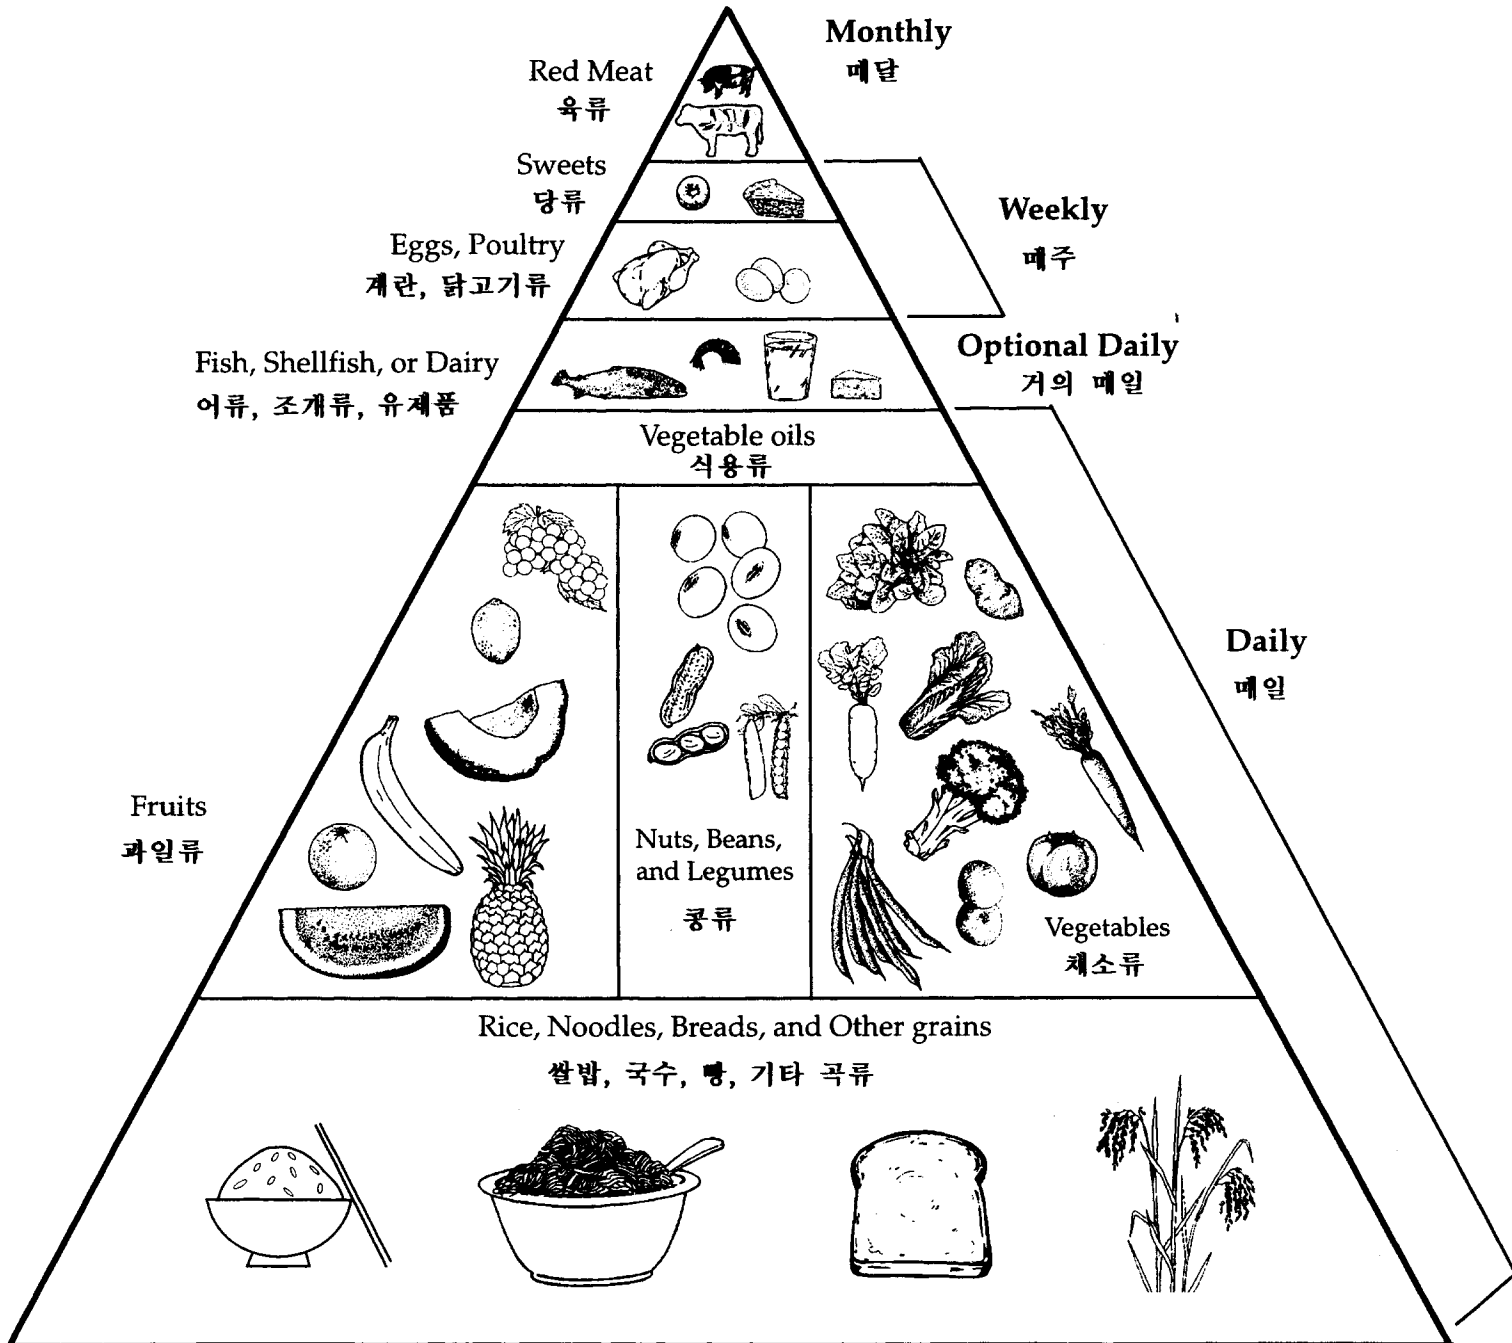 Monthly
매달
Red Meat
육류
Sweets
당류
Weekly
매주
Eggs, Poultry
계란, 닭고기류
Optional Daily
거의 매일
Fish, Shellfish, or Dairy
어류, 조개류, 유제품
Vegetable oils
식용류
Daily
매일
Fruits
과일류
Nuts, Beans,
and Legumes
콩류
Vegetables
채소류
Rice, Noodles, Breads, and Other grains
쌀밥, 국수, 빵, 기타 곡류